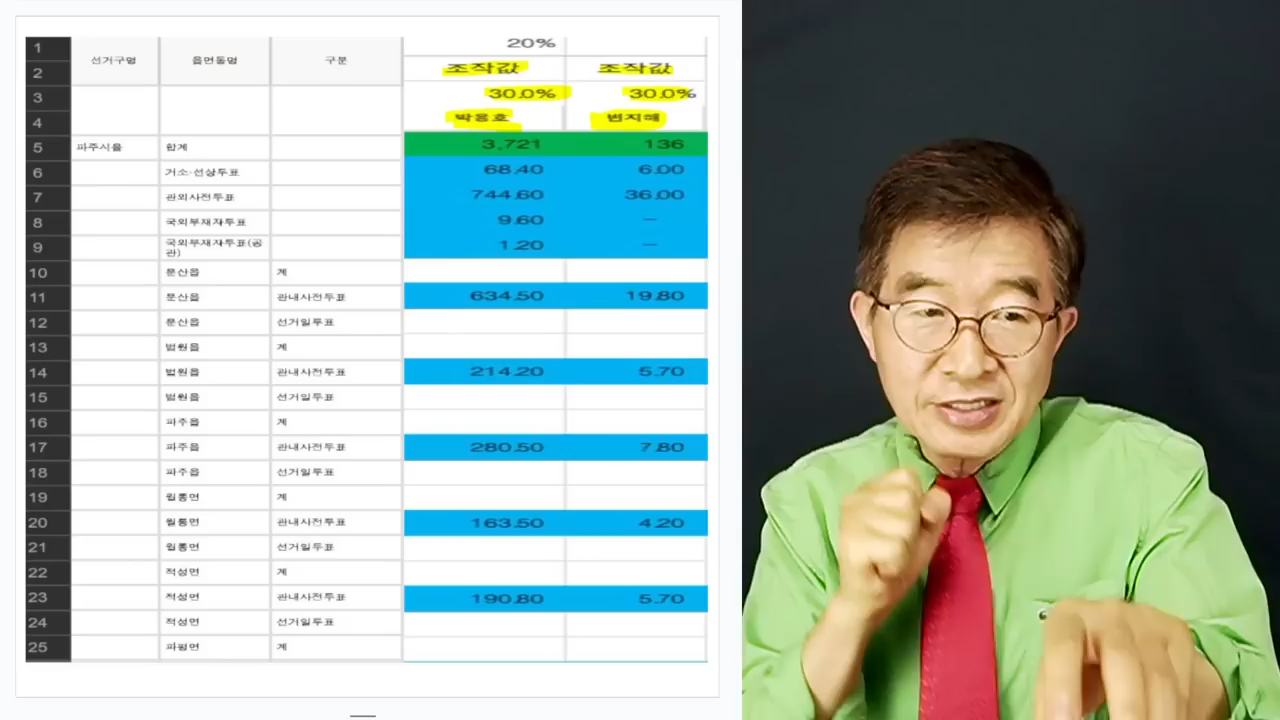 1 20%
2 선거구명 읍면동명 구분 조작값 조작값
3 30.0% 30.0%
4 박용호 변지해
5 파주시을 합계 3,721 136
6 거소·선상투표 68.40 6.00
7 관외사전투표 744.60 36.00
8 국외부재자투표 9.60 –
9 국외부재자투표(공관) 1.20 –
10 문산읍 계
11 문산읍 관내사전투표 634.50 19.80
12 문산읍 선거일투표
13 법원읍 계
14 법원읍 관내사전투표 214.20 5.70
15 법원읍 선거일투표
16 파주읍 계
17 파주읍 관내사전투표 280.50 7.80
18 파주읍 선거일투표
19 월롱면 계
20 월롱면 관내사전투표 163.50 4.20
21 월롱면 선거일투표
22 적성면 계
23 적성면 관내사전투표 190.80 5.70
24 적성면 선거일투표
25 파평면 계